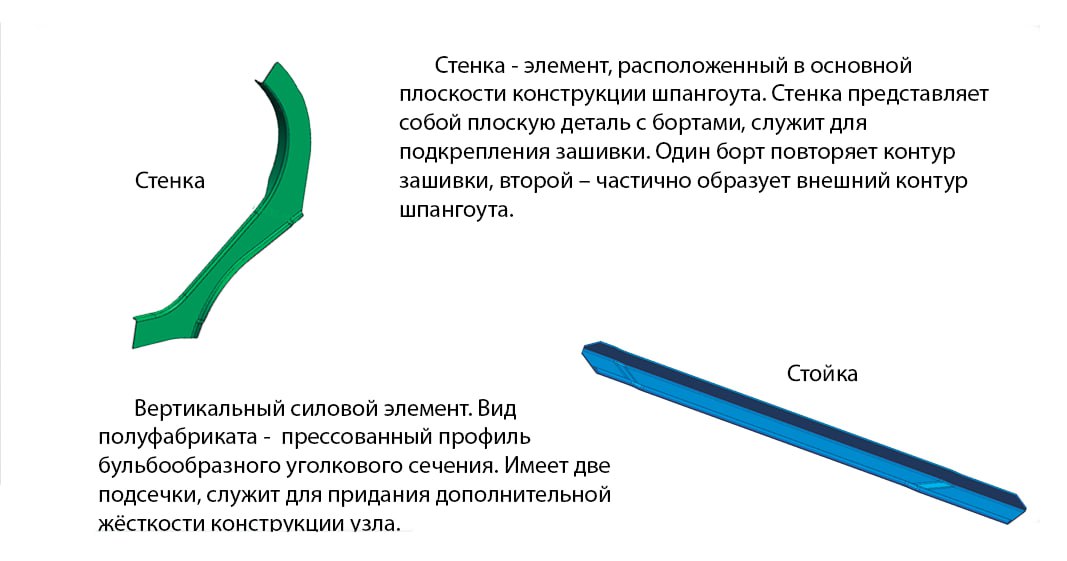 Стенка - элемент, расположенный в основной
плоскости конструкции шпангоута. Стенка представляет
собой плоскую деталь с бортами, служит для
подкрепления зашивки. Один борт повторяет контур
зашивки, второй – частично образует внешний контур
шпангоута.
Стенка
Стойка
Вертикальный силовой элемент. Вид
полуфабриката - прессованный профиль
бульбообразного уголкового сечения. Имеет две
подсечки, служит для придания дополнительной
жёсткости конструкции узла.